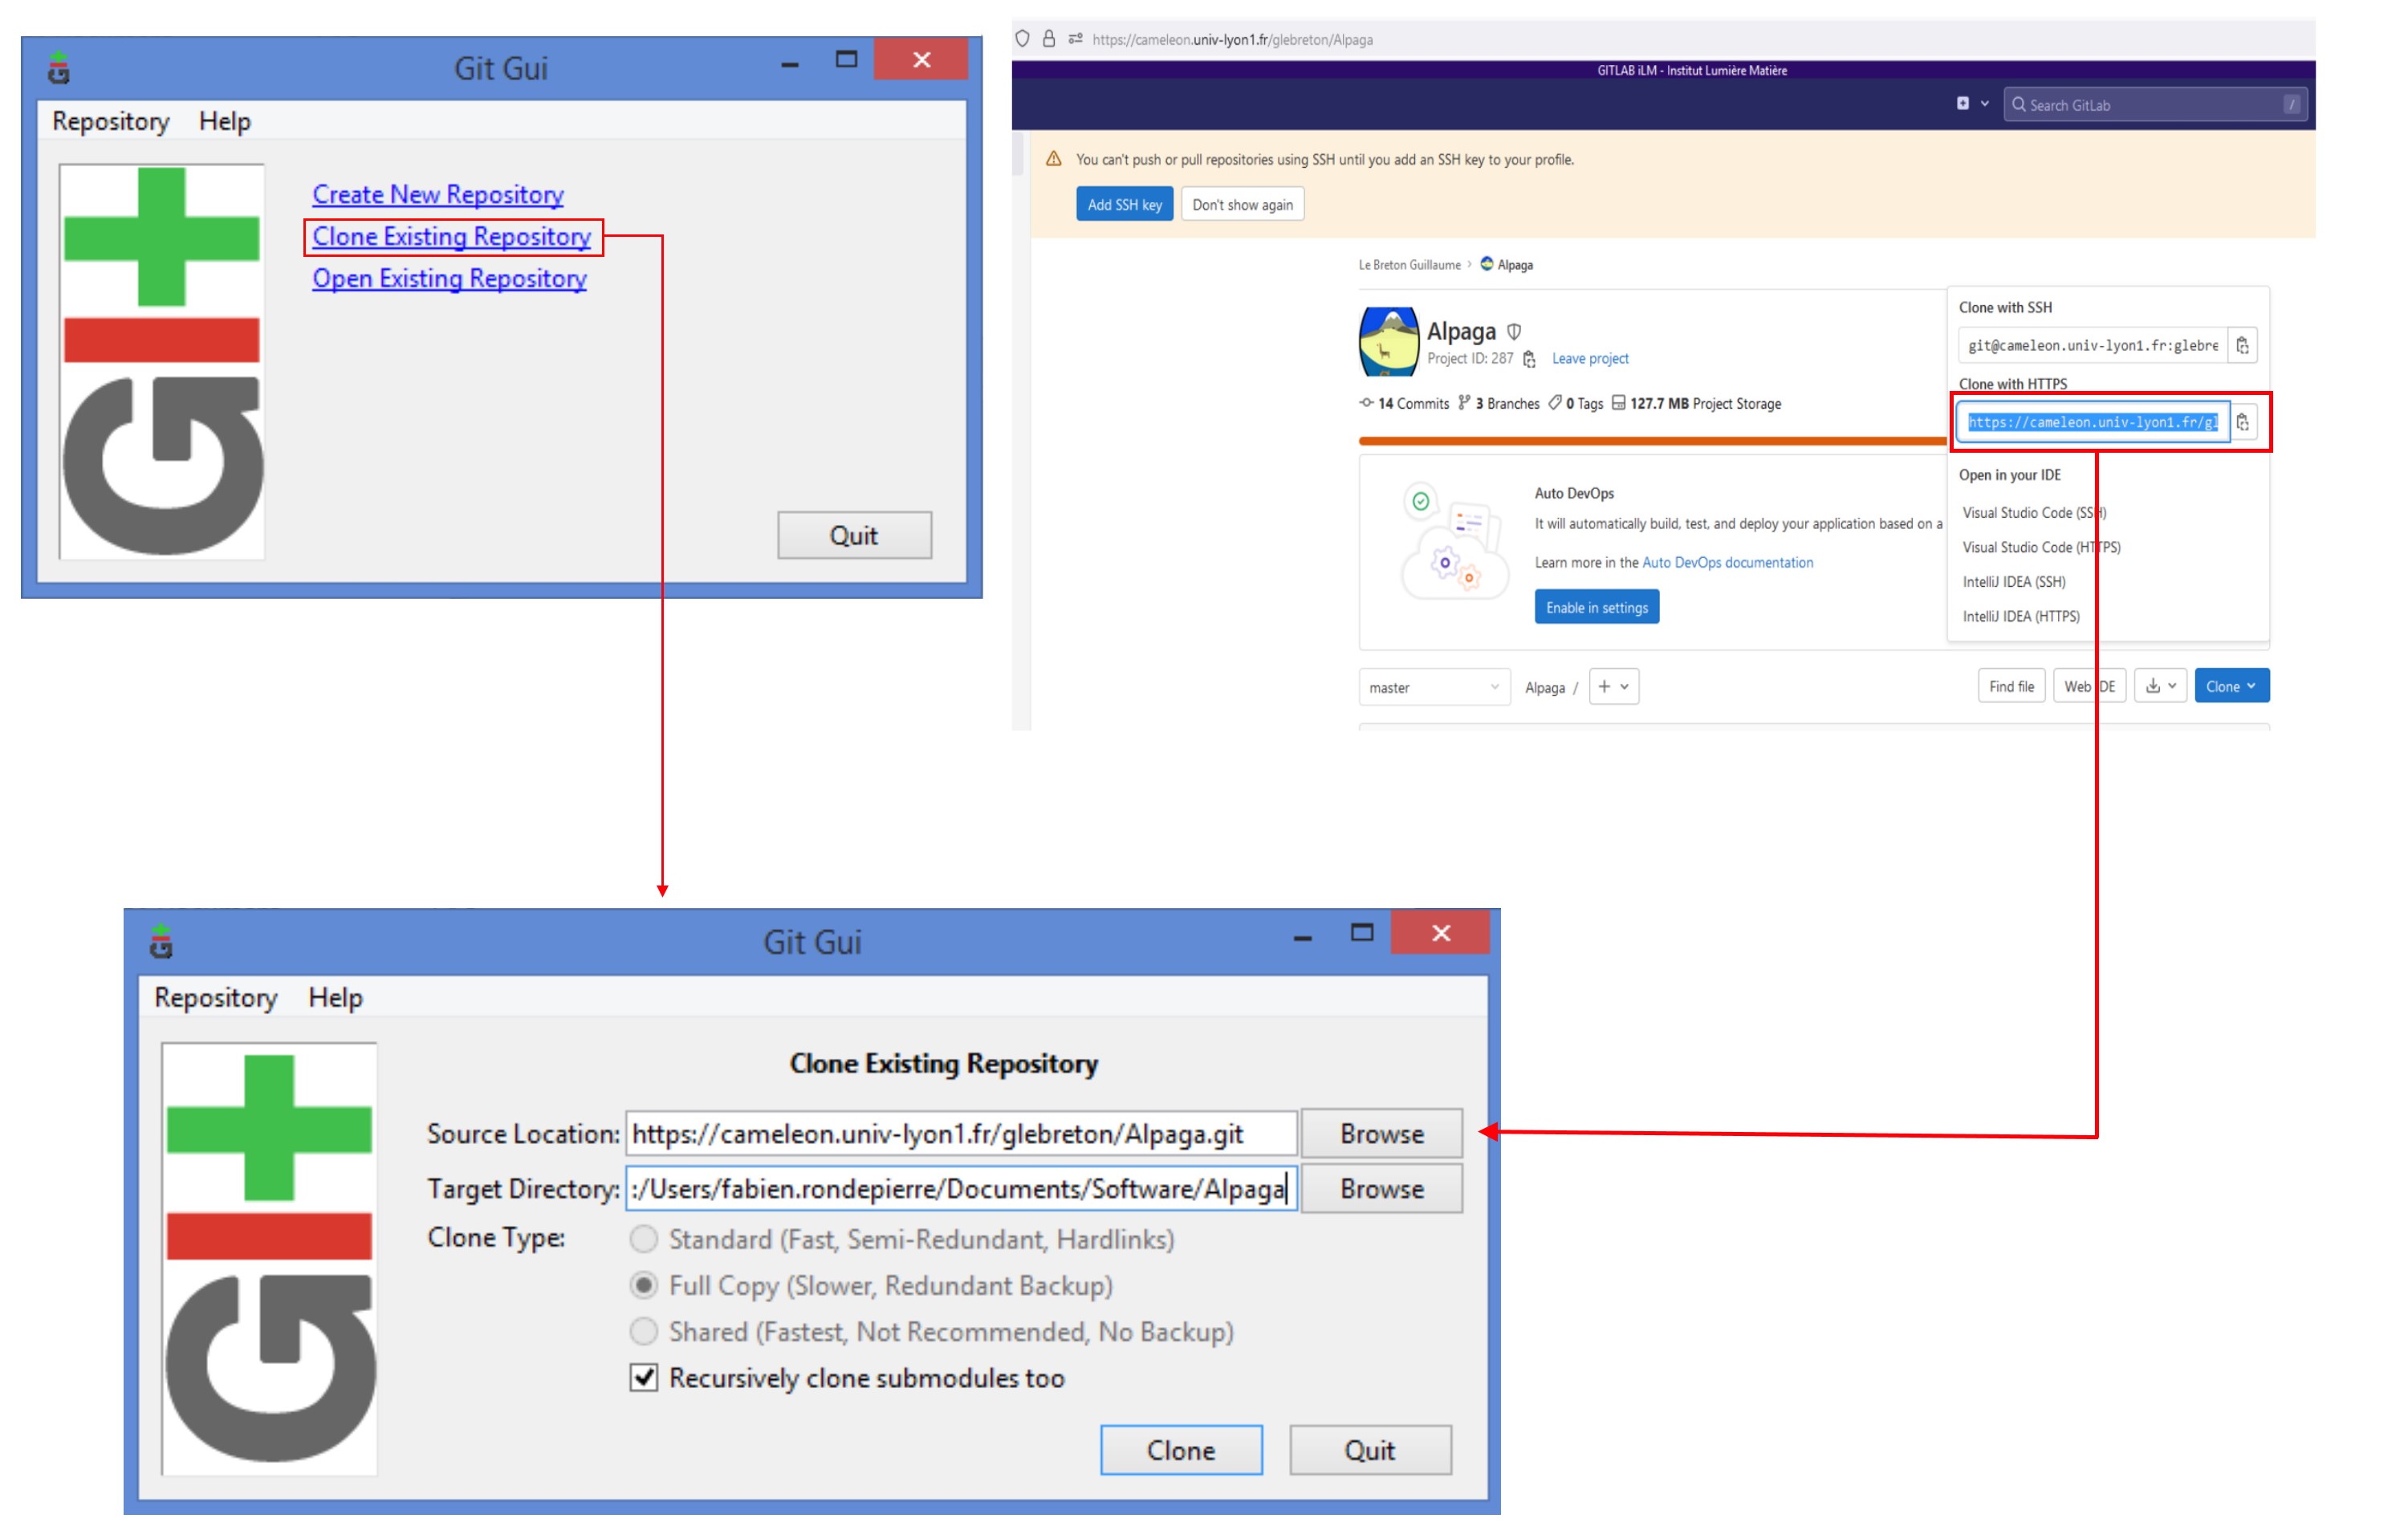 Git Gui
Repository Help
Create New Repository
Clone Existing Repository
Open Existing Repository
Quit
GIT
https://cameleon.univ-lyon1.fr/glebreton/Alpaga
GITLAB iLM - Institut Lumière Matière
Search GitLab /
You can't push or pull repositories using SSH until you add an SSH key to your profile.
Add SSH key Don't show again
Le Breton Guillaume > Alpaga
Alpaga
Project ID: 287 Leave project
14 Commits 3 Branches 0 Tags 127.7 MB Project Storage
Auto DevOps
It will automatically build, test, and deploy your application based on a
Learn more in the Auto DevOps documentation
Enable in settings
Clone with SSH
git@cameleon.univ-lyon1.fr:glebre
Clone with HTTPS
https://cameleon.univ-lyon1.fr/gl
Open in your IDE
Visual Studio Code (SSH)
Visual Studio Code (HTTPS)
IntelliJ IDEA (SSH)
IntelliJ IDEA (HTTPS)
master Alpaga / + Find file Web IDE Clone
Git Gui
Repository Help
GIT
Clone Existing Repository
Source Location: https://cameleon.univ-lyon1.fr/glebreton/Alpaga.git Browse
Target Directory: :/Users/fabien.rondepierre/Documents/Software/Alpaga Browse
Clone Type: Standard (Fast, Semi-Redundant, Hardlinks)
Full Copy (Slower, Redundant Backup)
Shared (Fastest, Not Recommended, No Backup)
Recursively clone submodules too
Clone Quit